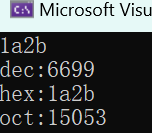 Microsoft Visu
1a2b
dec:6699
hex:1a2b
oct:15053